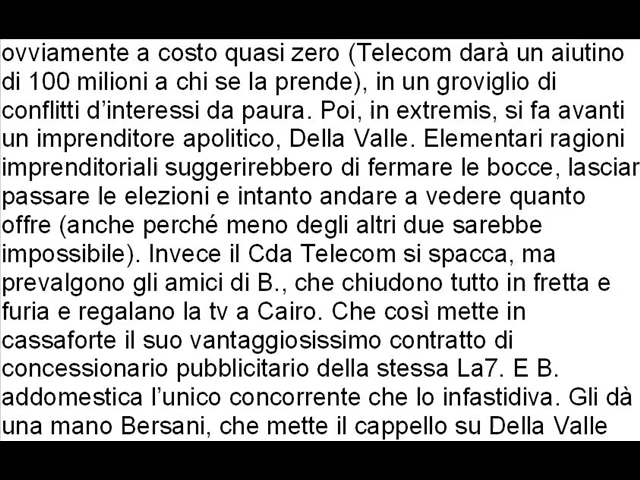 ovviamente a costo quasi zero (Telecom darà un aiutino
di 100 milioni a chi se la prende), in un groviglio di
conflitti d’interessi da paura. Poi, in extremis, si fa avanti
un imprenditore apolitico, Della Valle. Elementari ragioni
imprenditoriali suggerirebbero di fermare le bocce, lasciar
passare le elezioni e intanto andare a vedere quanto
offre (anche perché meno degli altri due sarebbe
impossibile). Invece il Cda Telecom si spacca, ma
prevalgono gli amici di B., che chiudono tutto in fretta e
furia e regalano la tv a Cairo. Che così mette in
cassaforte il suo vantaggiosissimo contratto di
concessionario pubblicitario della stessa La7. E B.
addomestica l’unico concorrente che lo infastidiva. Gli dà
una mano Bersani, che mette il cappello su Della Valle